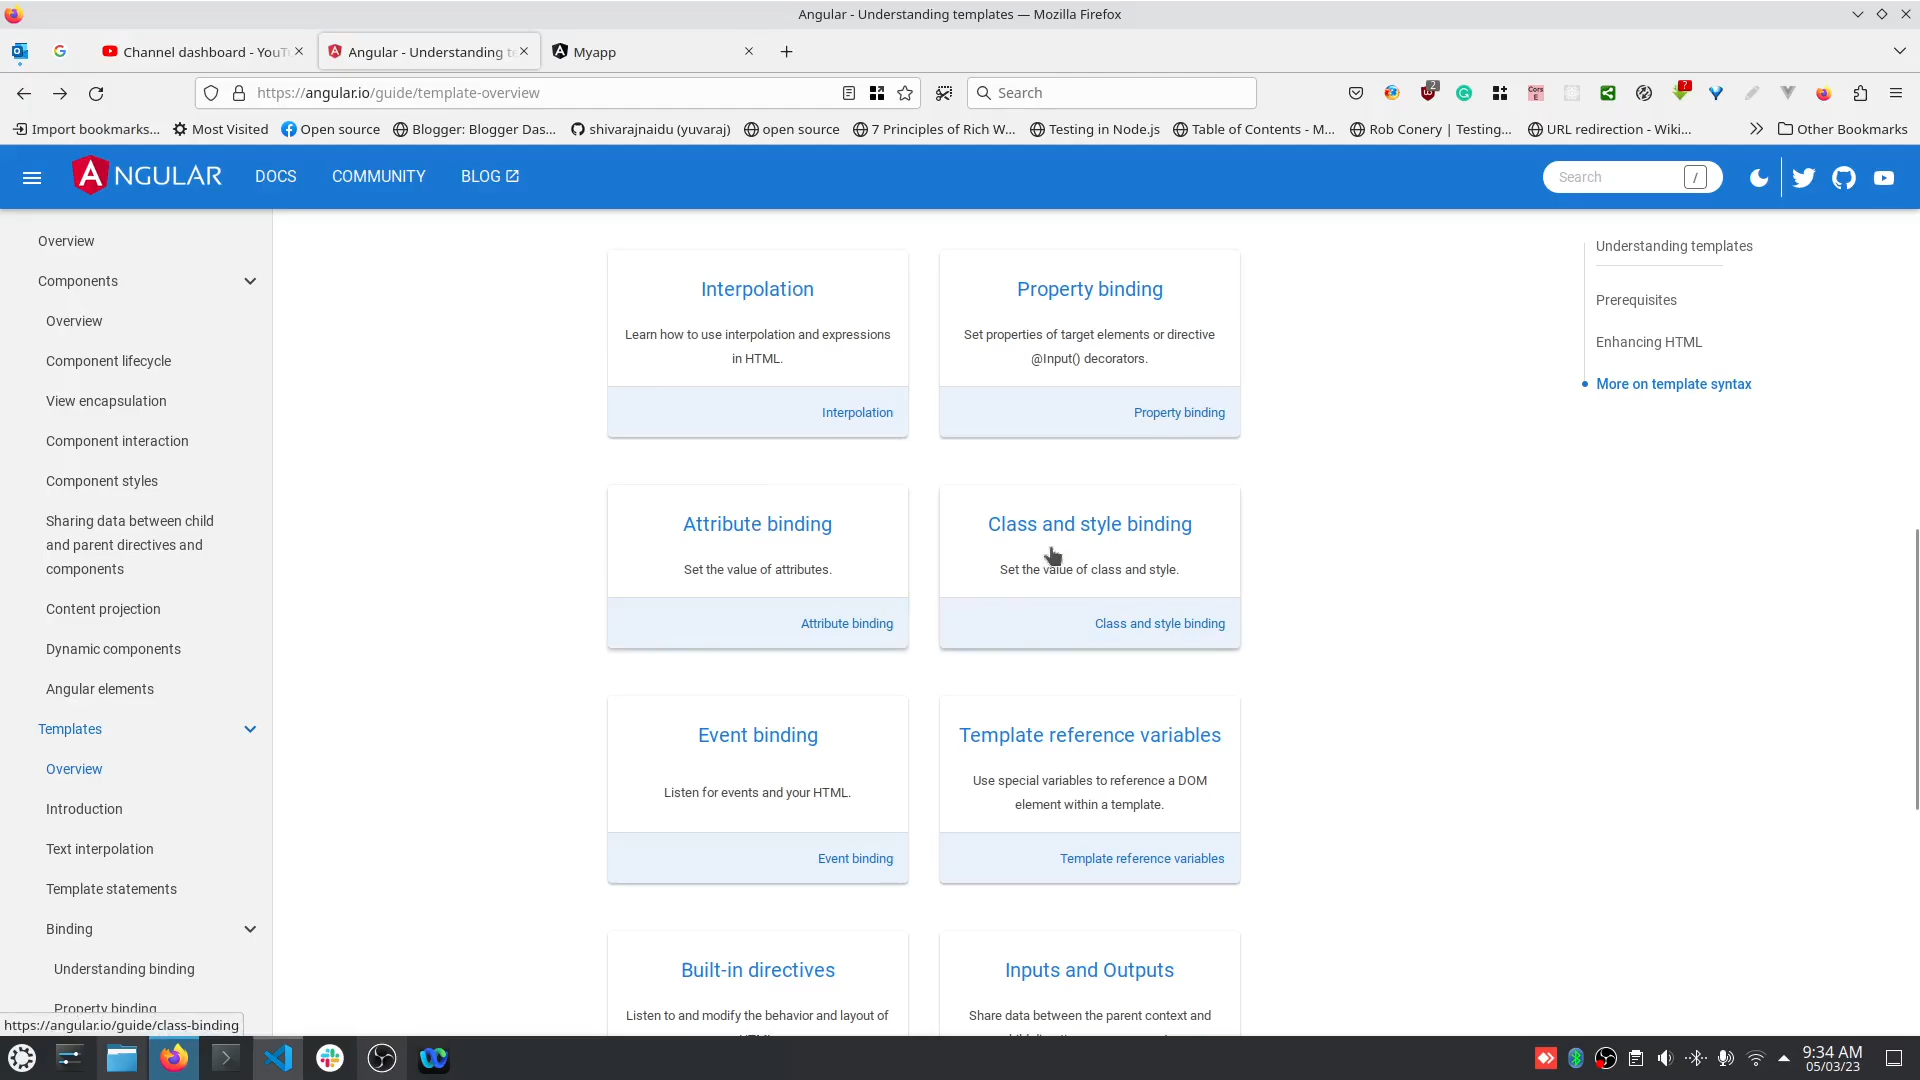 Angular - Understanding templates — Mozilla Firefox
Channel dashboard - YouTu
Angular - Understanding te
Myapp
https://angular.io/guide/template-overview
Search
2
Cors
E
?
Import bookmarks...
Most Visited
Open source
Blogger: Blogger Das...
shivarajnaidu (yuvaraj)
open source
7 Principles of Rich W...
Testing in Node.js
Table of Contents - M...
Rob Conery | Testing...
URL redirection - Wiki...
Other Bookmarks
ANGULAR
DOCS
COMMUNITY
BLOG
Search
/
Overview
Components
Overview
Component lifecycle
View encapsulation
Component interaction
Component styles
Sharing data between child
and parent directives and
components
Content projection
Dynamic components
Angular elements
Templates
Overview
Introduction
Text interpolation
Template statements
Binding
Understanding binding
Property binding
https://angular.io/guide/class-binding
Interpolation
Learn how to use interpolation and expressions
in HTML.
Interpolation
Property binding
Set properties of target elements or directive
@Input() decorators.
Property binding
Attribute binding
Set the value of attributes.
Attribute binding
Class and style binding
Set the value of class and style.
Class and style binding
Event binding
Listen for events and your HTML.
Event binding
Template reference variables
Use special variables to reference a DOM
element within a template.
Template reference variables
Built-in directives
Listen to and modify the behavior and layout of
Inputs and Outputs
Share data between the parent context and
Understanding templates
Prerequisites
Enhancing HTML
More on template syntax
9:34 AM
05/03/23